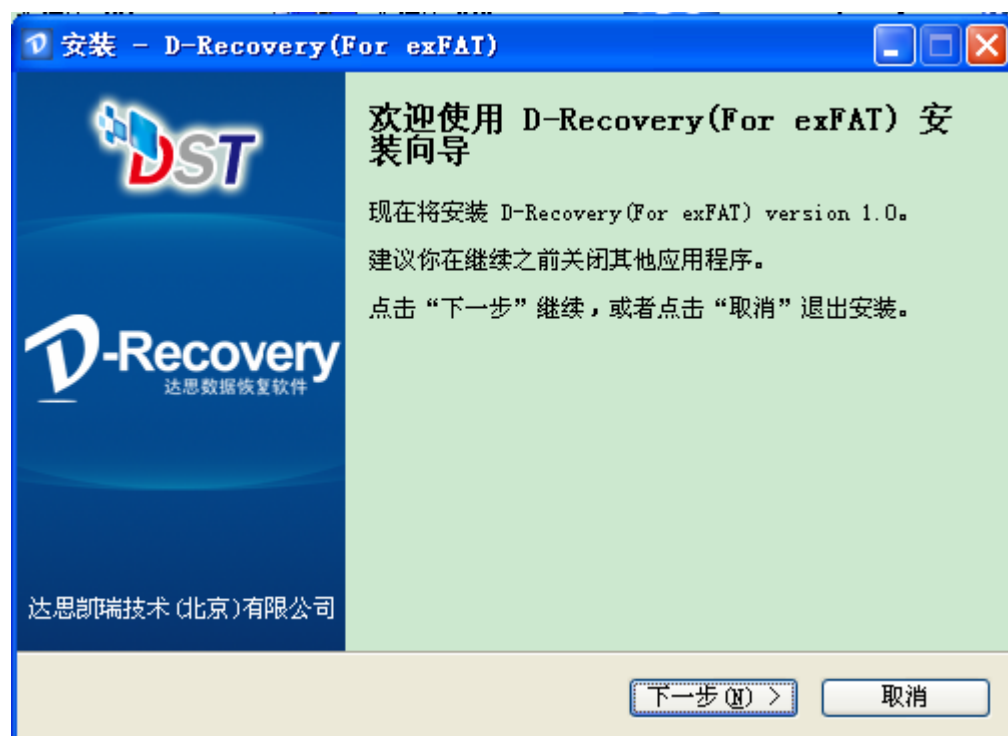 安装 - D-Recovery(For exFAT)
DST
欢迎使用 D-Recovery(For exFAT) 安
装向导
现在将安装 D-Recovery(For exFAT) version 1.0。
建议你在继续之前关闭其他应用程序。
点击“下一步”继续，或者点击“取消”退出安装。
D-Recovery
达思数据恢复软件
达思凯瑞技术(北京)有限公司
下一步(N) >
取消